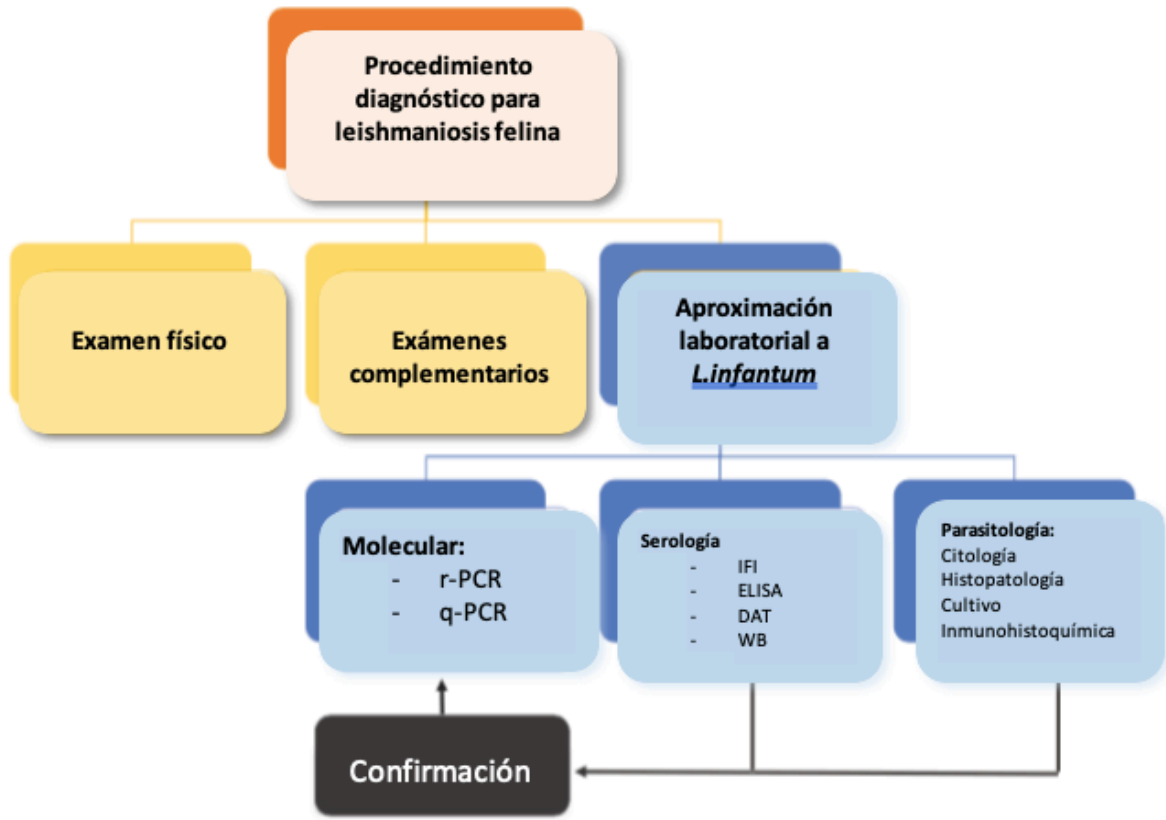 Procedimiento
diagnóstico para
leishmaniosis felina
Examen físico
Exámenes
complementarios
Aproximación
laboratorial a
L.infantum
Molecular:
- r-PCR
- q-PCR
Serología
- IFI
- ELISA
- DAT
- WB
Parasitología:
Citología
Histopatología
Cultivo
Inmunohistoquímica
Confirmación